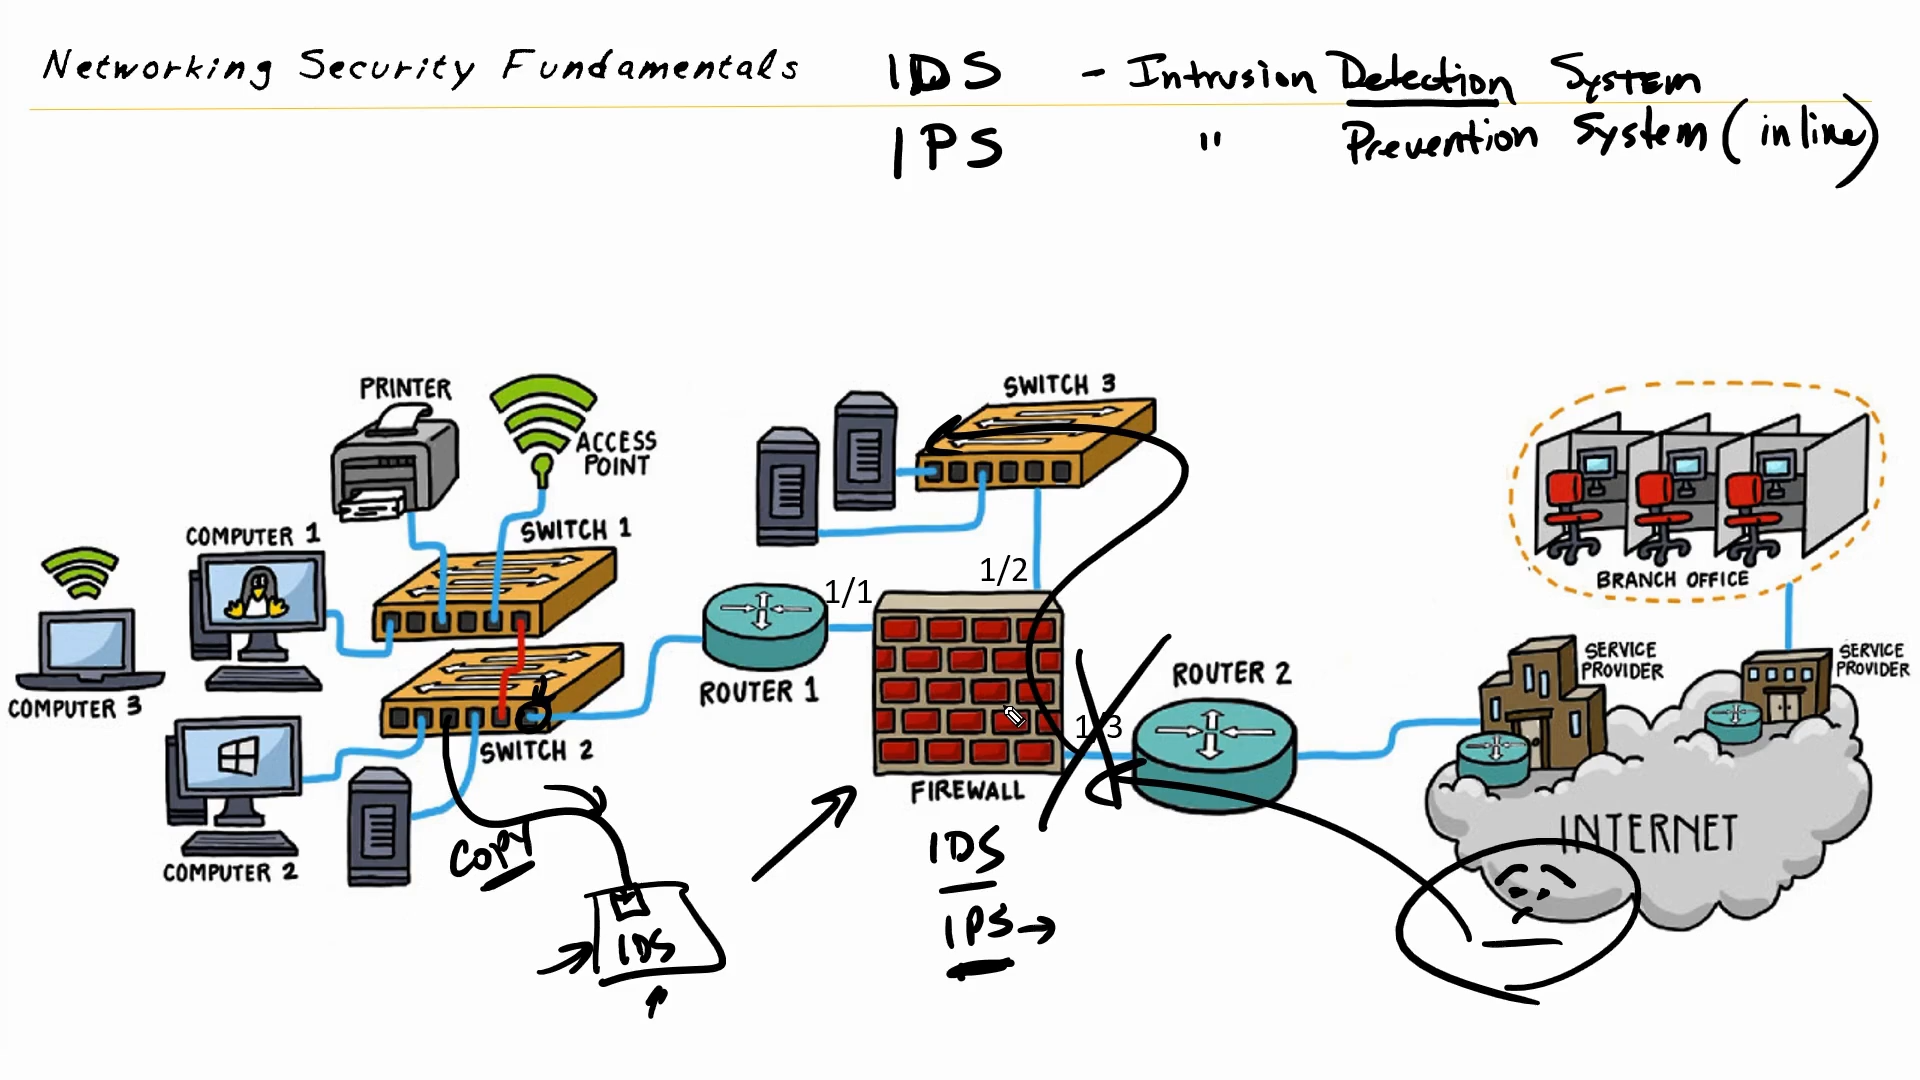 Networking Security Fundamentals
IDS - Intrusion Detection System
IPS " Prevention System (inline)
PRINTER
ACCESS
POINT
SWITCH 3
COMPUTER 1
SWITCH 1
1/1
1/2
BRANCH OFFICE
COMPUTER 3
SWITCH 2
ROUTER 1
ROUTER 2
1/3
SERVICE
PROVIDER
SERVICE
PROVIDER
FIREWALL
INTERNET
COMPUTER 2
COPY
IDS
IDS
IPS